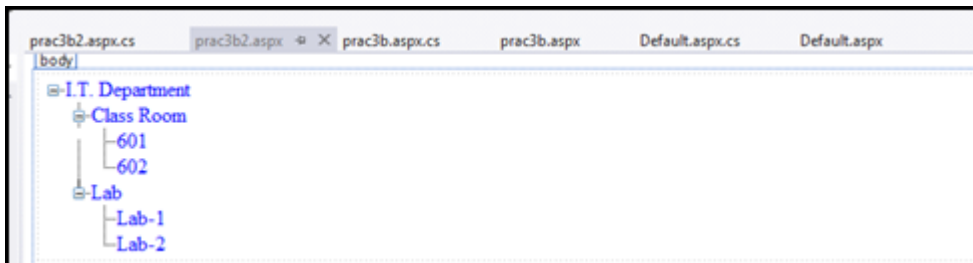 prac3b2.aspx.cs prac3b2.aspx prac3b.aspx.cs prac3b.aspx Default.aspx.cs Default.aspx
body
I.T. Department
Class Room
601
602
Lab
Lab-1
Lab-2